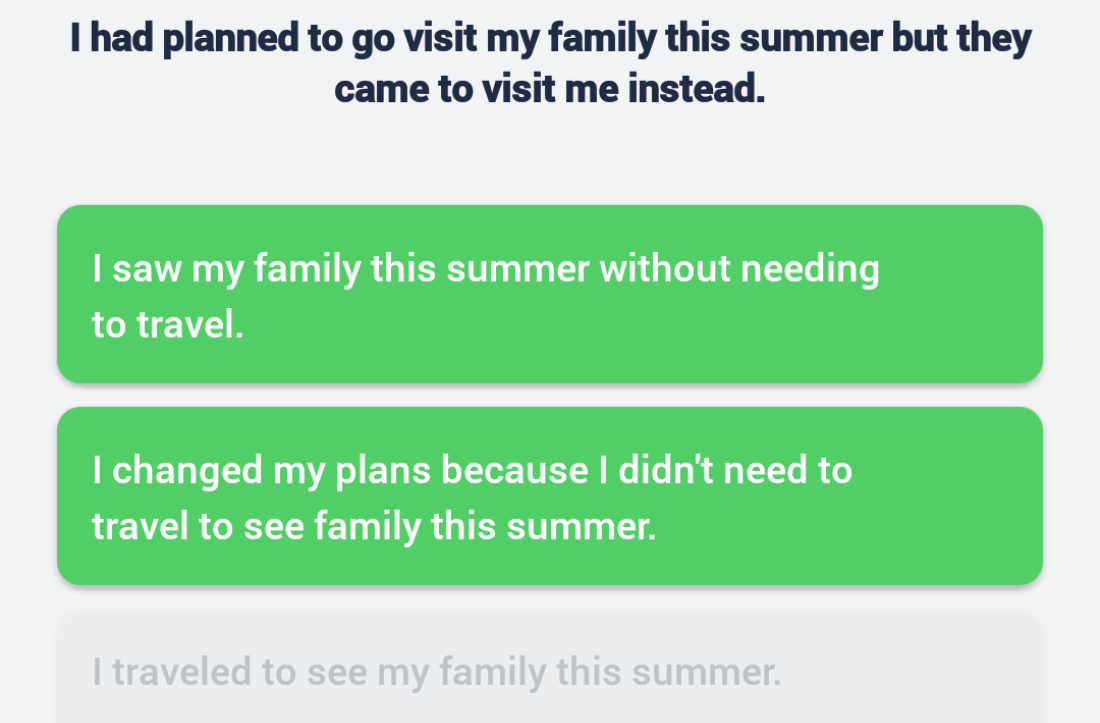 I had planned to go visit my family this summer but they
came to visit me instead.
I saw my family this summer without needing
to travel.
I changed my plans because I didn't need to
travel to see family this summer.
I traveled to see my family this summer.